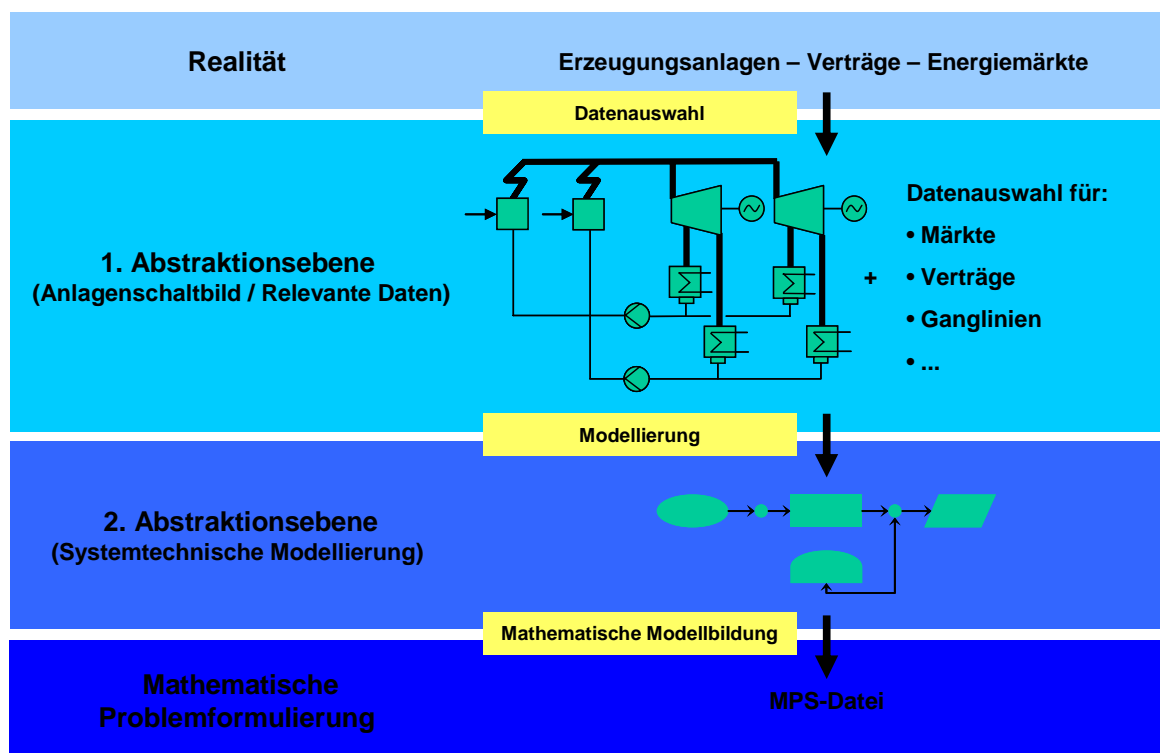 Realität
Erzeugungsanlagen – Verträge – Energiemärkte
Datenauswahl
1. Abstraktionsebene
(Anlagenschaltbild / Relevante Daten)
+
Datenauswahl für:
• Märkte
• Verträge
• Ganglinien
• ...
Modellierung
2. Abstraktionsebene
(Systemtechnische Modellierung)
Mathematische Modellbildung
Mathematische
Problemformulierung
MPS-Datei